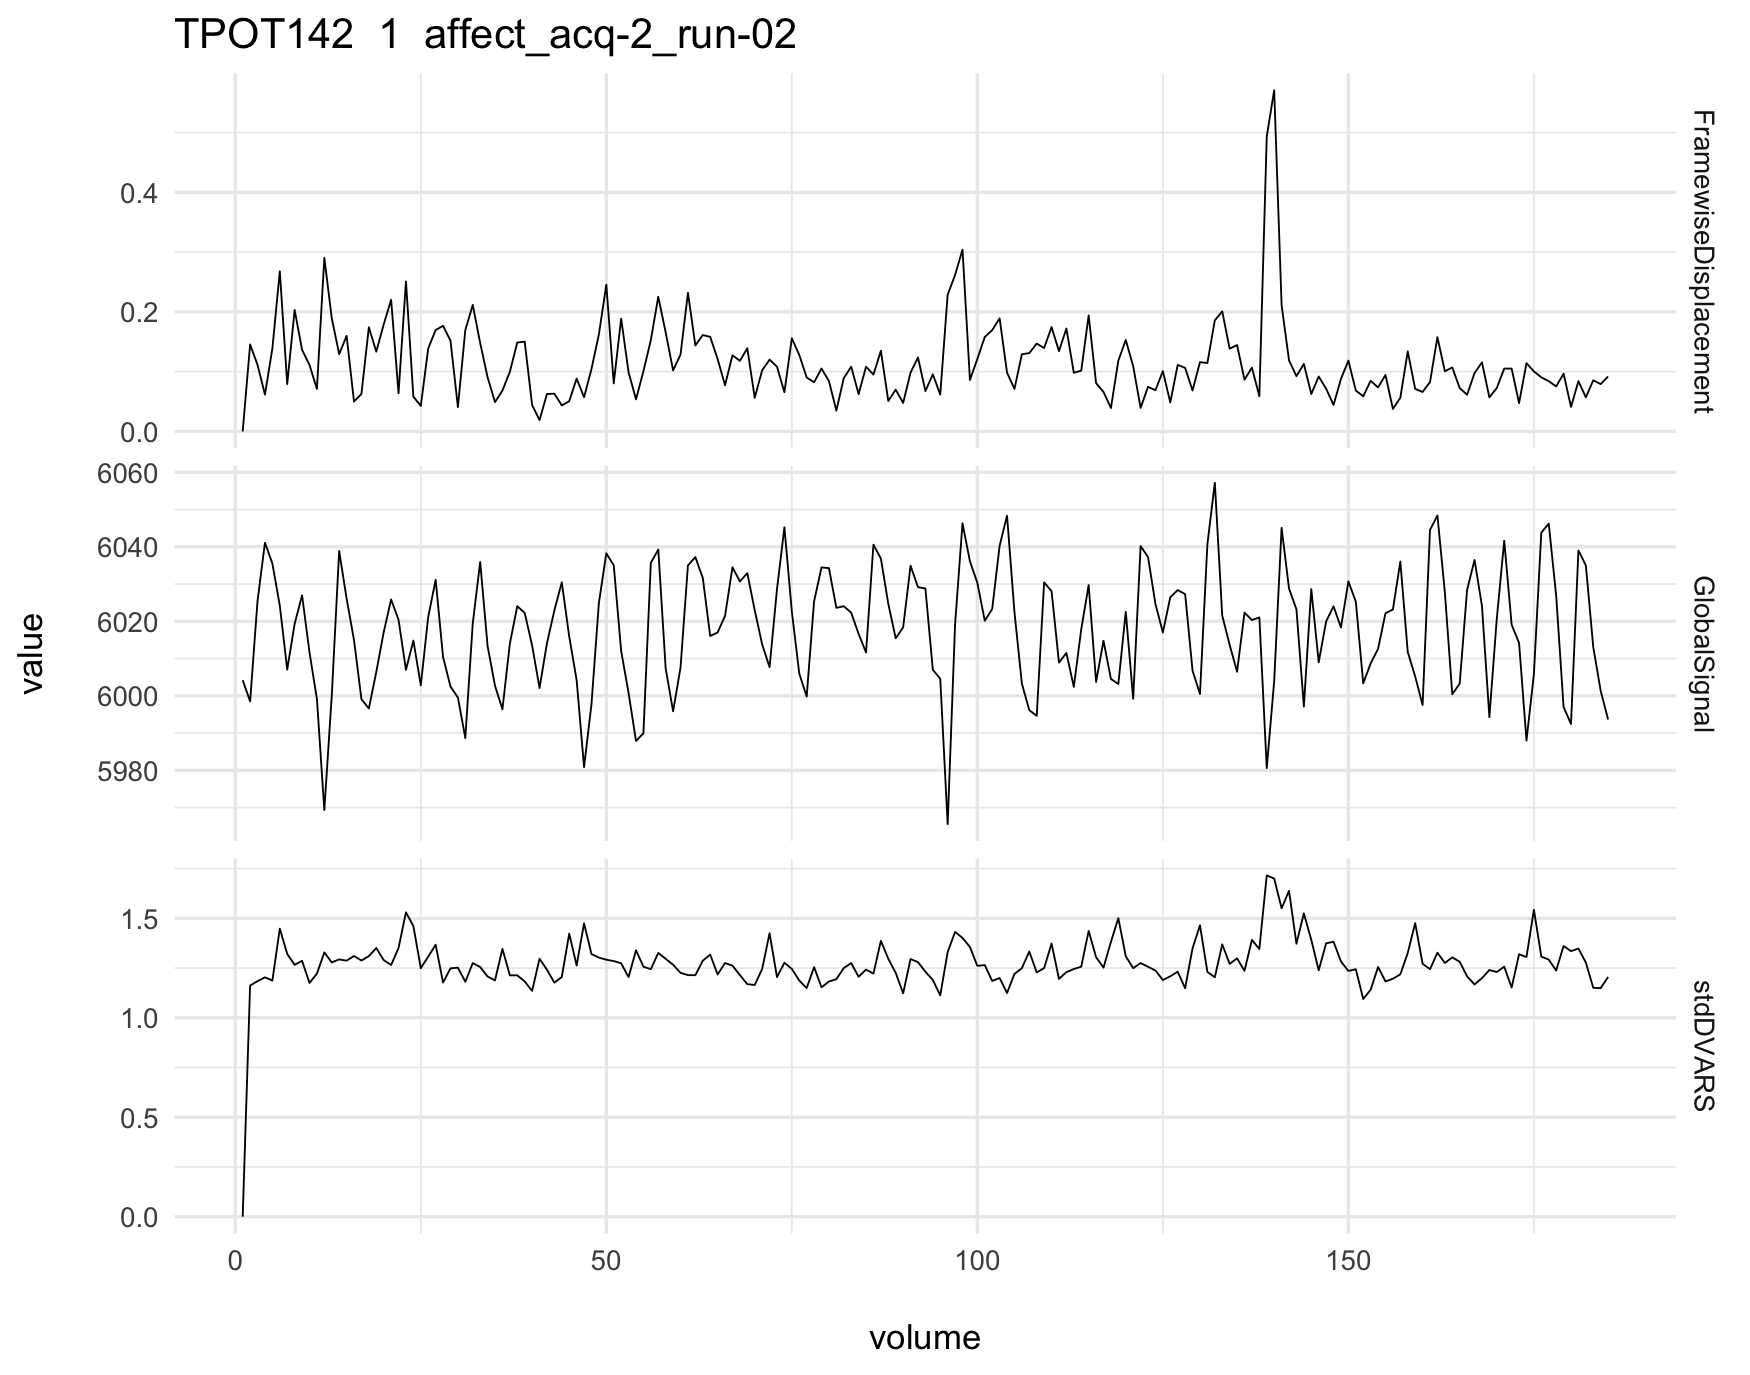 TPOT142 1 affect_acq-2_run-02
0.4
0.2
0.0
FramewiseDisplacement
6060
6040
6020
6000
5980
GlobalSignal
value
1.5
1.0
0.5
0.0
stdDVARS
0 50 100 150
volume